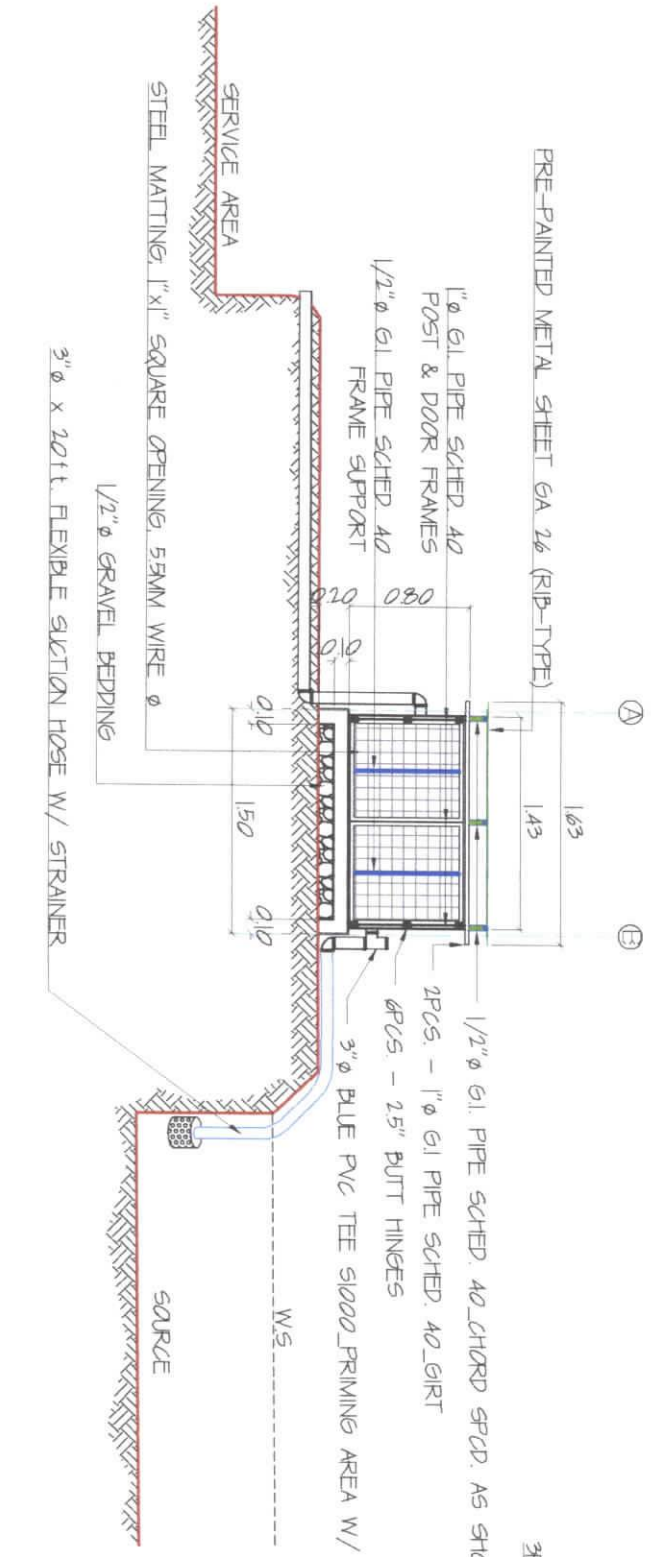 PRE-PAINTED METAL SHEET GA 26 (RIB-TYPE)
1"ø G.I. PIPE SCHED. 40
POST & DOOR FRAMES
1/2"ø G.I. PIPE SCHED. 40
FRAME SUPPORT
SERVICE AREA
STEEL MATTING, 1"x1" SQUARE OPENING, 5.5MM WIRE ø
1/2"ø GRAVEL BEDDING
3"ø x 20ft. FLEXIBLE SUCTION HOSE W/ STRAINER
A
B
1.63
1.43
0.80
0.20
0.10
0.10
1.50
0.10
1/2"ø G.I. PIPE SCHED. 40_CHORD SPCD. AS
2PCS. - 1"ø G.I PIPE SCHED. 40_GIRT
6PCS. - 2.5" BUTT HINGES
3"ø BLUE PVC TEE S1000_PRIMING AREA W/
W.S
SOURCE